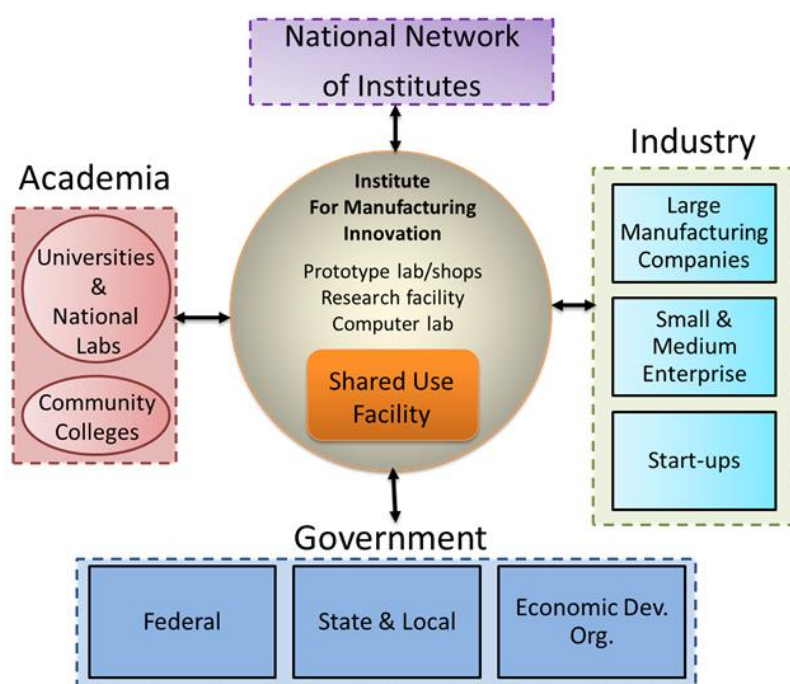 National Network
of Institutes
Academia
Universities
&
National
Labs
Community
Colleges
Institute
For Manufacturing
Innovation
Prototype lab/shops
Research facility
Computer lab
Shared Use
Facility
Industry
Large
Manufacturing
Companies
Small &
Medium
Enterprise
Start-ups
Government
Federal
State & Local
Economic Dev.
Org.